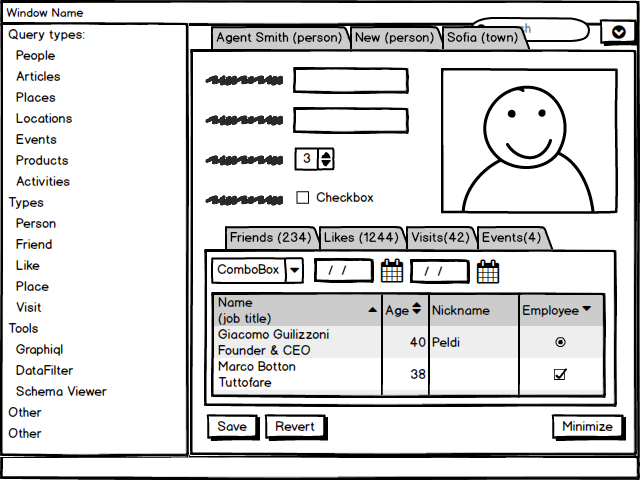 Window Name
Query types:
People
Articles
Places
Locations
Events
Products
Activities
Types
Person
Friend
Like
Place
Visit
Tools
Graphiql
DataFilter
Schema Viewer
Other
Other
Agent Smith (person)
New (person)
Sofia (town)
3
Checkbox
Friends (234)
Likes (1244)
Visits(42)
Events(4)
ComboBox
/ /
/ /
Name
(job title)
Age
Nickname
Employee
Giacomo Guilizzoni
Founder & CEO
40
Peldi
Marco Botton
Tuttofare
38
Save
Revert
Minimize